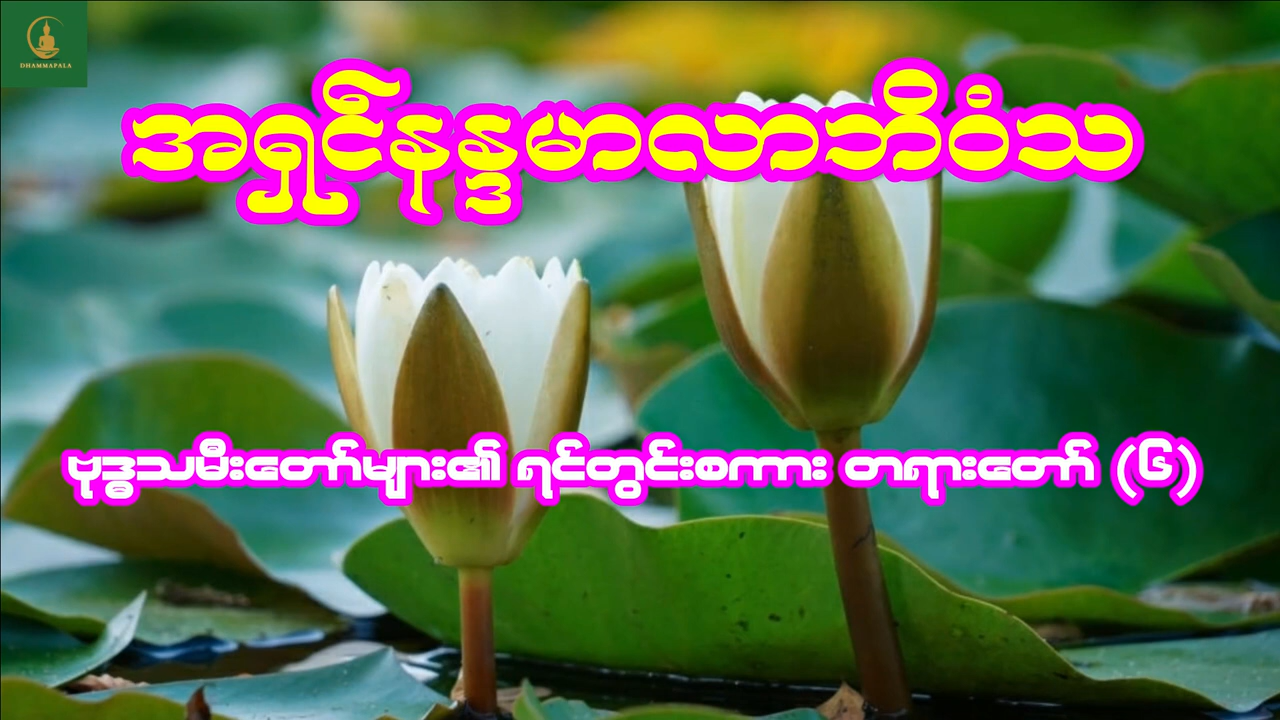 DHAMMAPALA
အရှင်နန္ဒမာလာဘိဝံသ
ဗုဒ္ဓသမီးတော်များ၏ ရင်တွင်းစကား တရားတော် (၆)